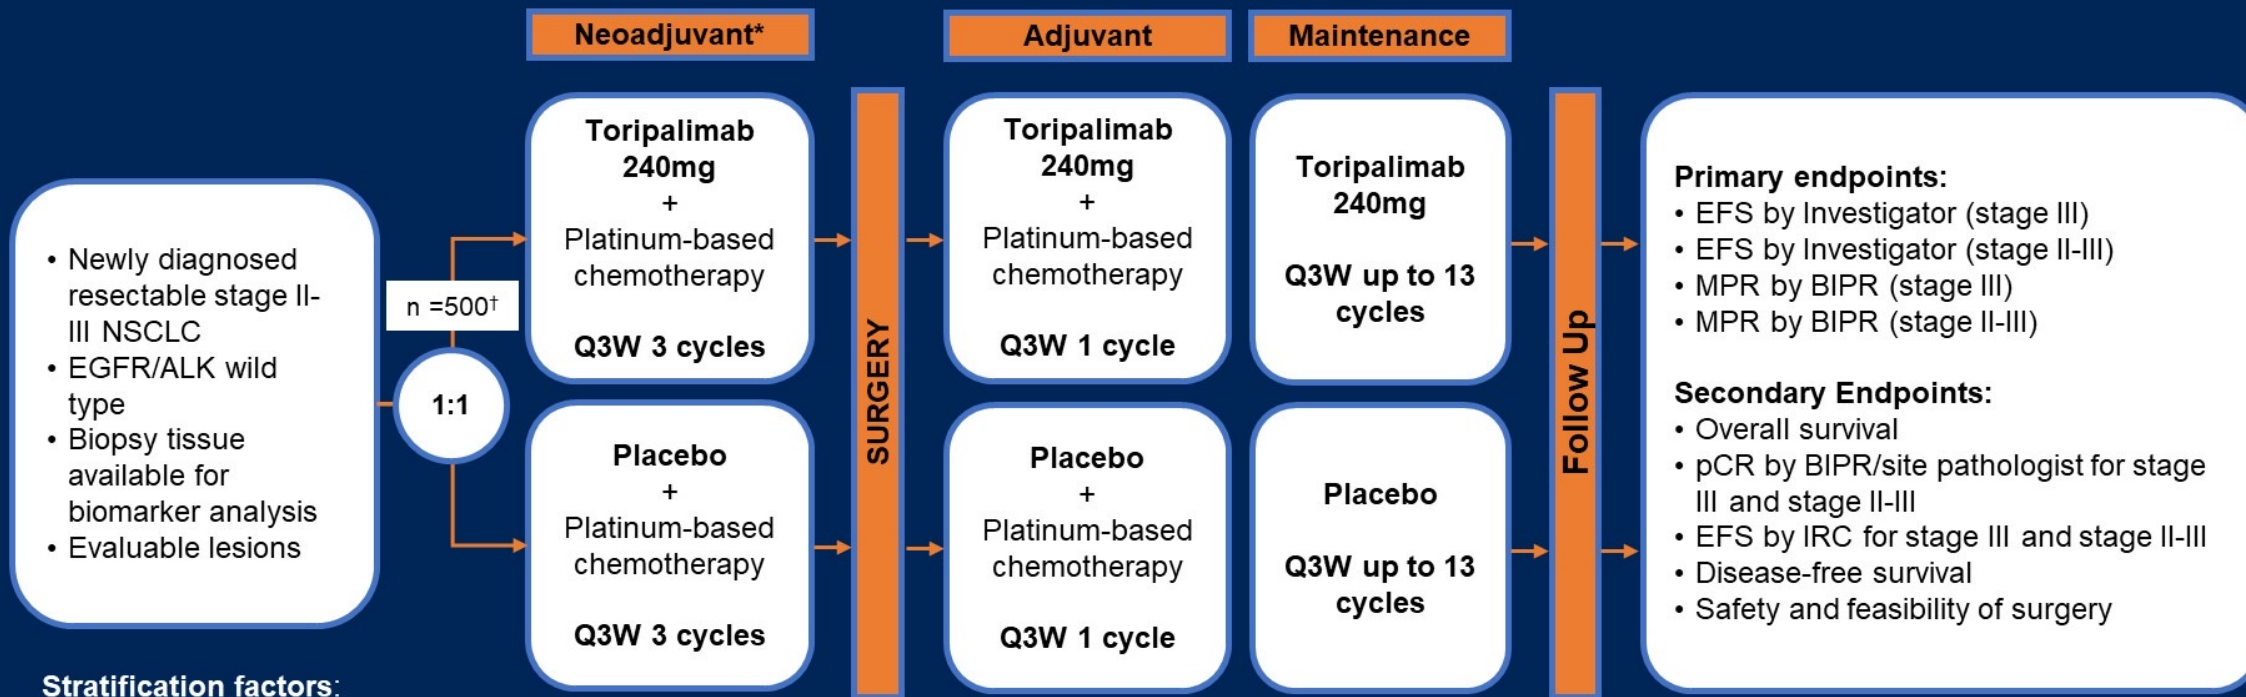 Neoadjuvant*
Adjuvant
Maintenance
• Newly diagnosed
resectable stage II-
III NSCLC
• EGFR/ALK wild
type
• Biopsy tissue
available for
biomarker analysis
• Evaluable lesions
n =500†
1:1
Toripalimab
240mg
+
Platinum-based
chemotherapy
Q3W 3 cycles
Placebo
+
Platinum-based
chemotherapy
Q3W 3 cycles
SURGERY
Toripalimab
240mg
+
Platinum-based
chemotherapy
Q3W 1 cycle
Placebo
+
Platinum-based
chemotherapy
Q3W 1 cycle
Toripalimab
240mg
Q3W up to 13
cycles
Placebo
Q3W up to 13
cycles
Follow Up
Primary endpoints:
• EFS by Investigator (stage III)
• EFS by Investigator (stage II-III)
• MPR by BIPR (stage III)
• MPR by BIPR (stage II-III)
Secondary Endpoints:
• Overall survival
• pCR by BIPR/site pathologist for stage
III and stage II-III
• EFS by IRC for stage III and stage II-III
• Disease-free survival
• Safety and feasibility of surgery
Stratification factors: